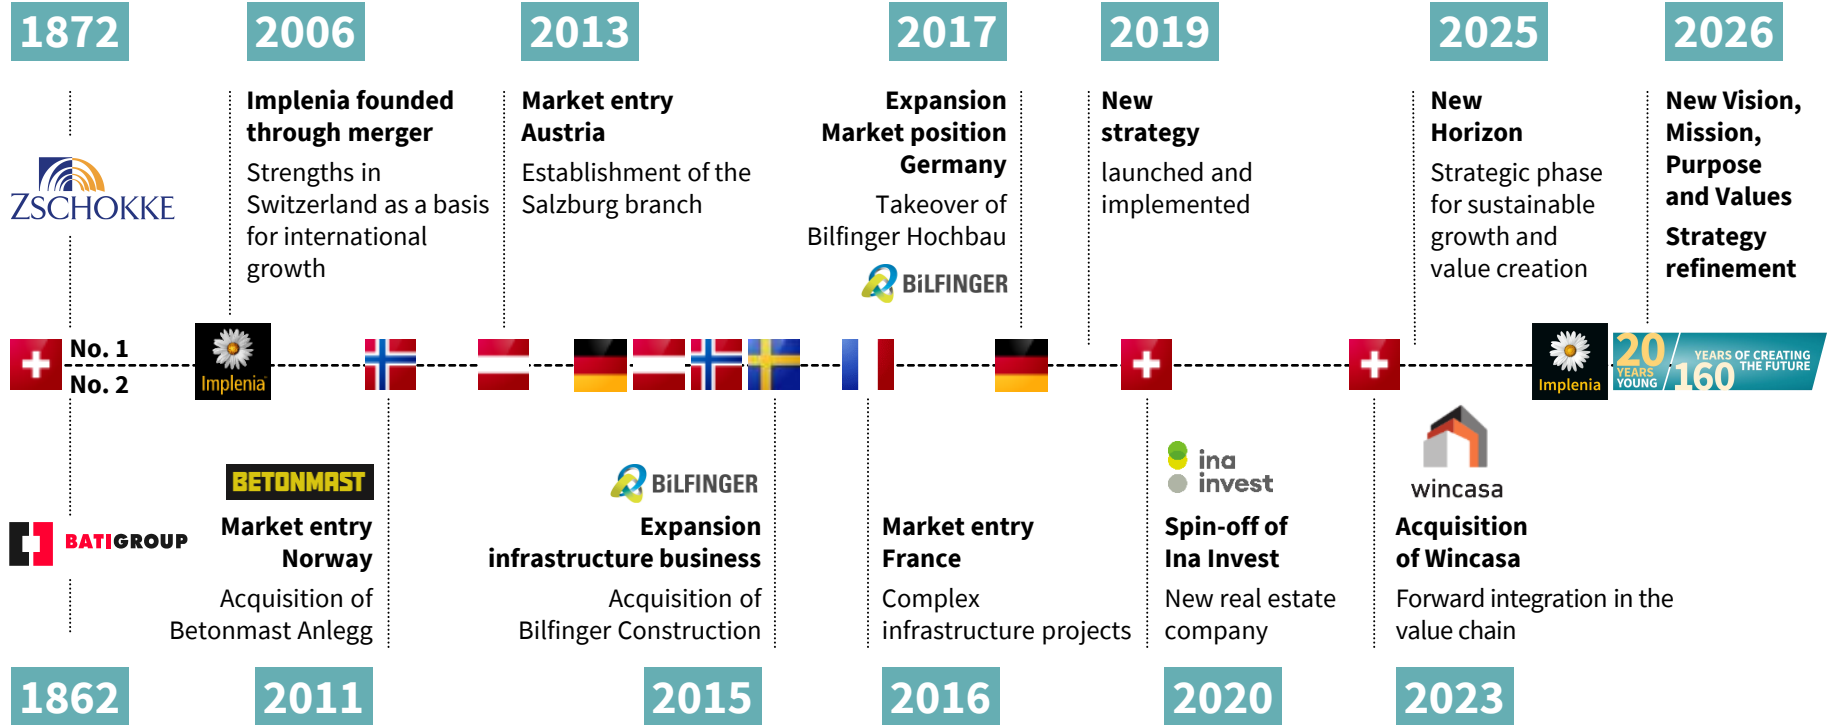 1872
2006
2013
2017
2019
2025
2026
ZSCHOKKE
Implenia founded
through merger
Strengths in
Switzerland as a basis
for international
growth
Market entry
Austria
Establishment of the
Salzburg branch
Expansion
Market position
Germany
Takeover of
Bilfinger Hochbau
BiLFINGER
New
strategy
launched and
implemented
New
Horizon
Strategic phase
for sustainable
growth and
value creation
New Vision,
Mission,
Purpose
and Values
Strategy
refinement
No. 1
No. 2
Implenia
Implenia
20
YEARS
YOUNG
160
YEARS OF CREATING
THE FUTURE
BATIGROUP
BETONMAST
Market entry
Norway
Acquisition of
Betonmast Anlegg
BiLFINGER
Expansion
infrastructure business
Acquisition of
Bilfinger Construction
Market entry
France
Complex
infrastructure projects
ina
invest
Spin-off of
Ina Invest
New real estate
company
wincasa
Acquisition
of Wincasa
Forward integration in the
value chain
1862
2011
2015
2016
2020
2023